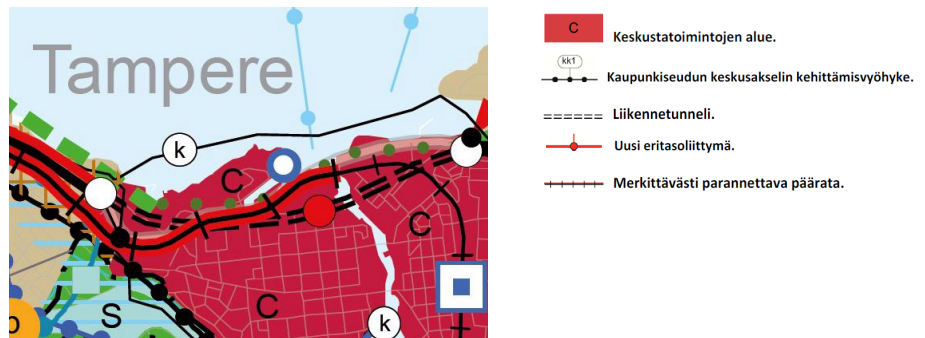 Tampere
k
C
C
C
S
k
C
Keskustatoimintojen alue.
kk1
Kaupunkiseudun keskusakselin kehittämisvyöhyke.
Liikennetunneli.
Uusi eritasoliittymä.
Merkittävästi parannettava päärata.